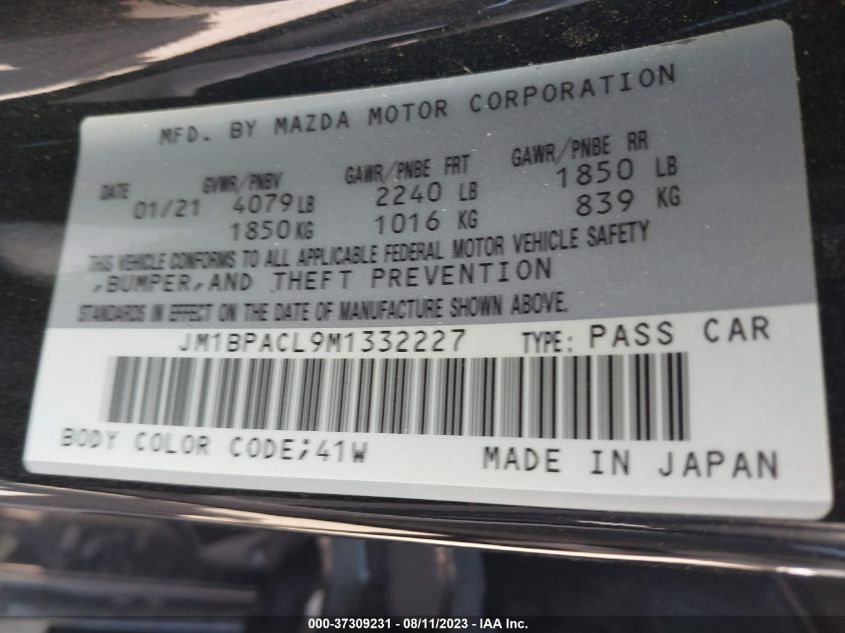 MFD. BY MAZDA MOTOR CORPORATION
DATE GVWR/PNBV GAWR/PNBE FRT GAWR/PNBE RR
01/21 4079 LB 2240 LB 1850 LB
1850 KG 1016 KG 839 KG
THIS VEHICLE CONFORMS TO ALL APPLICABLE FEDERAL MOTOR VEHICLE SAFETY
,BUMPER,AND THEFT PREVENTION
STANDARDS IN EFFECT ON THE DATE OF MANUFACTURE SHOWN ABOVE.
JM1BPACL9M1332227 TYPE: PASS CAR
BODY COLOR CODE;41W MADE IN JAPAN
000-37309231 - 08/11/2023 - IAA Inc.